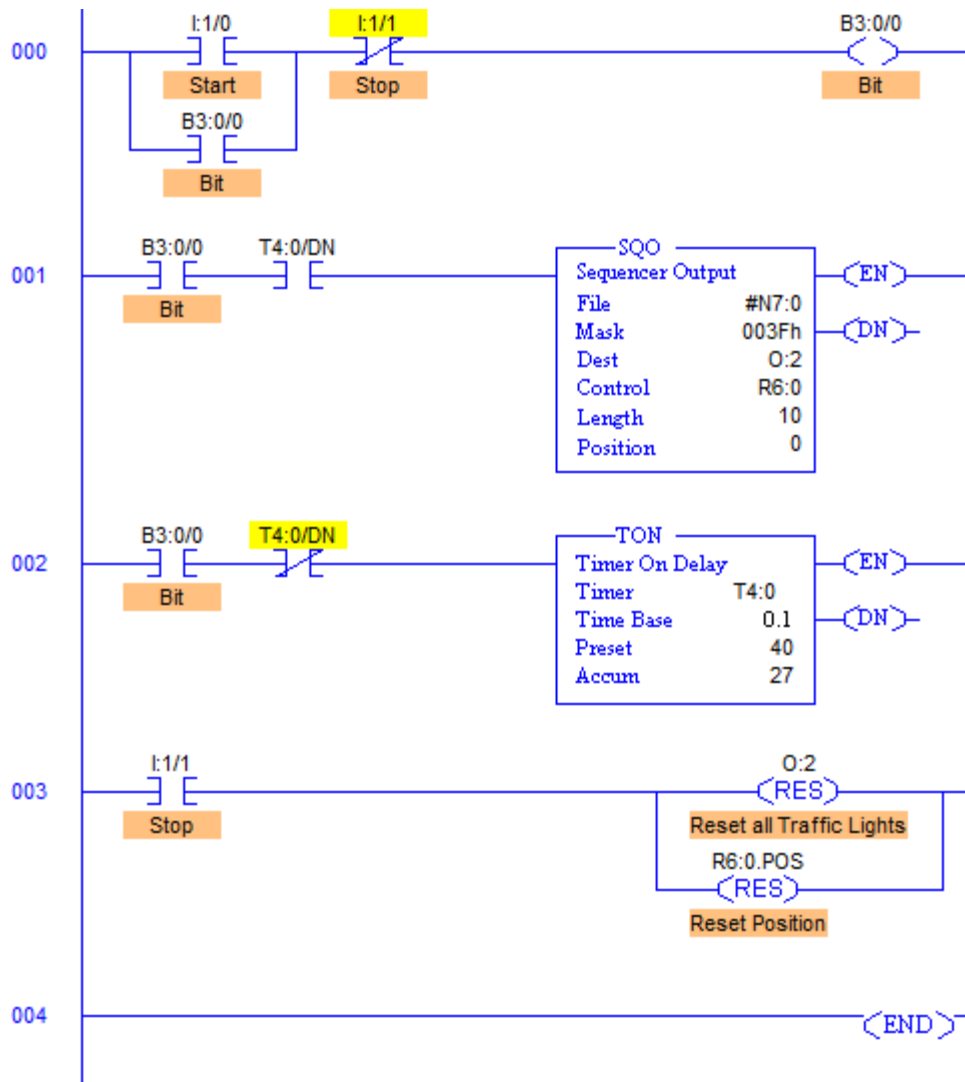 I:1/0 I:1/1 B3:0/0
000
Start Stop Bit
B3:0/0
Bit
B3:0/0 T4:0/DN SQO
001 Sequencer Output EN
Bit
File #N7:0
Mask 003Fh DN
Dest O:2
Control R6:0
Length 10
Position 0
B3:0/0 T4:0/DN TON
002 Timer On Delay EN
Bit
Timer T4:0
Time Base 0.1 DN
Preset 40
Accum 27
I:1/1 O:2
003 RES
Stop Reset all Traffic Lights
R6:0.POS
RES
Reset Position
004 END